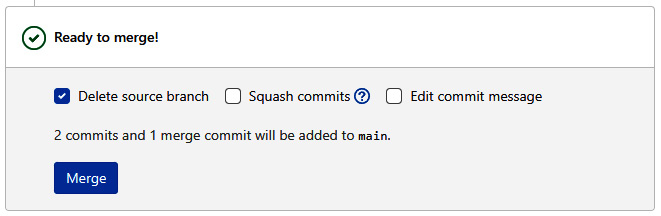 Ready to merge!
Delete source branch Squash commits ? Edit commit message
2 commits and 1 merge commit will be added to main.
Merge